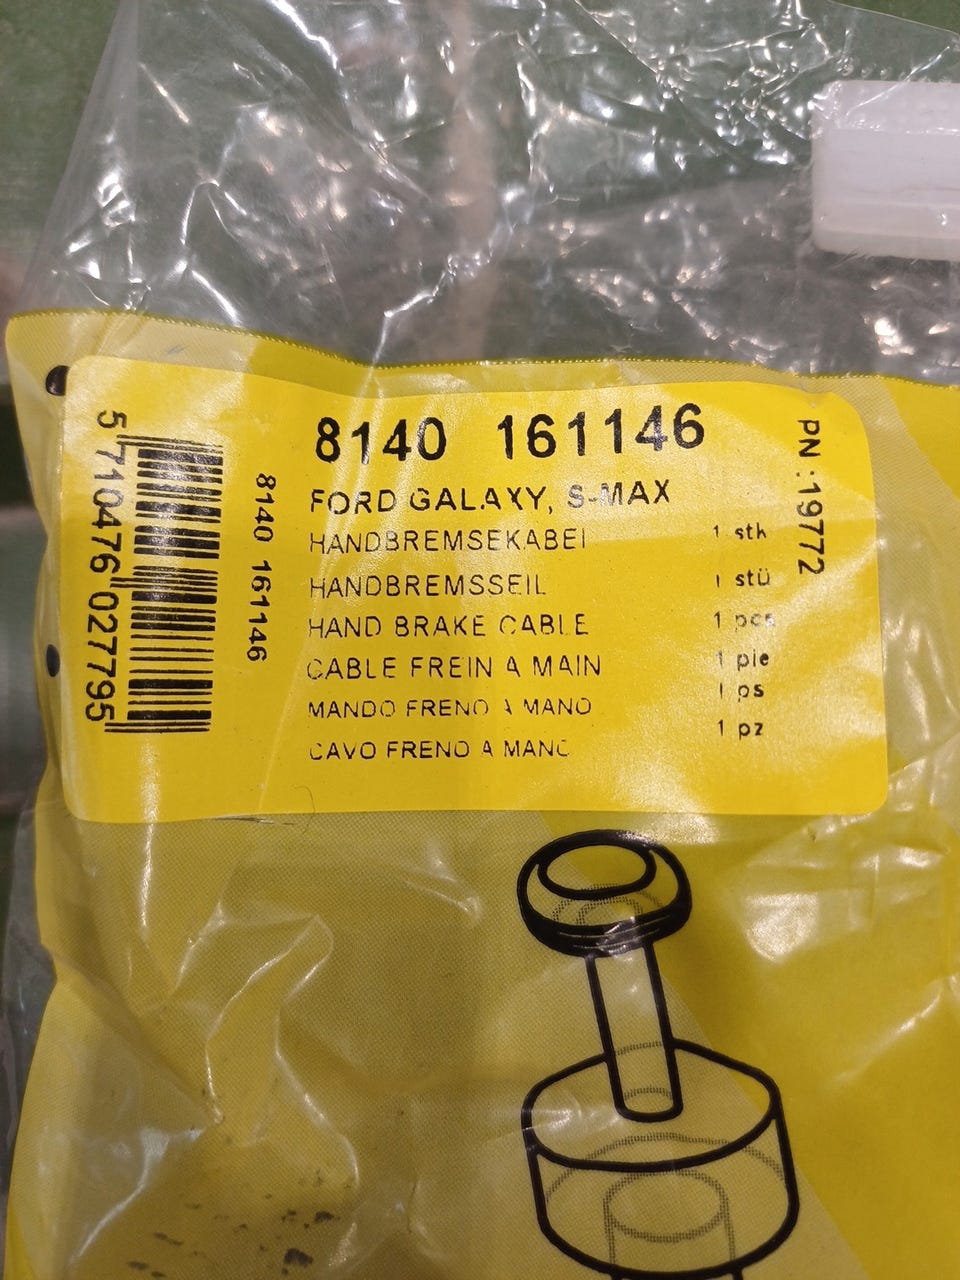 8140 161146
FORD GALAXY, S-MAX
HANDBREMSEKABEL 1 stk
HANDBREMSSEIL 1 stü
HAND BRAKE CABLE 1 pcs
CABLE FREIN A MAIN 1 pie
MANDO FRENO A MANO 1 ps
CAVO FRENO A MANO 1 pz
PN :19772
8140 161146
5 710476 027795